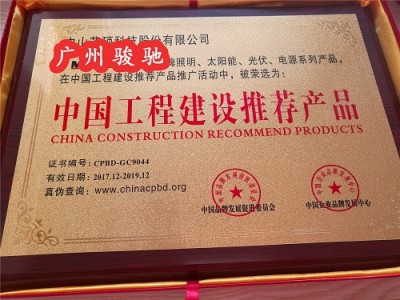 科技股份有限公司
广州骏驰
牌照明、太阳能、光伏、电源系列产品,
在中国工程建设推荐产品推广活动中,被荣选为:
中国工程建设推荐产品
CHINA CONSTRUCTION RECOMMEND PRODUCTS
证书编号:CPBD-GC9044
有效日期:2017.12-2019.12
真伪查询:www.chinacpbd.org
中国品牌发展促进委员会
中国企业品牌发展中心